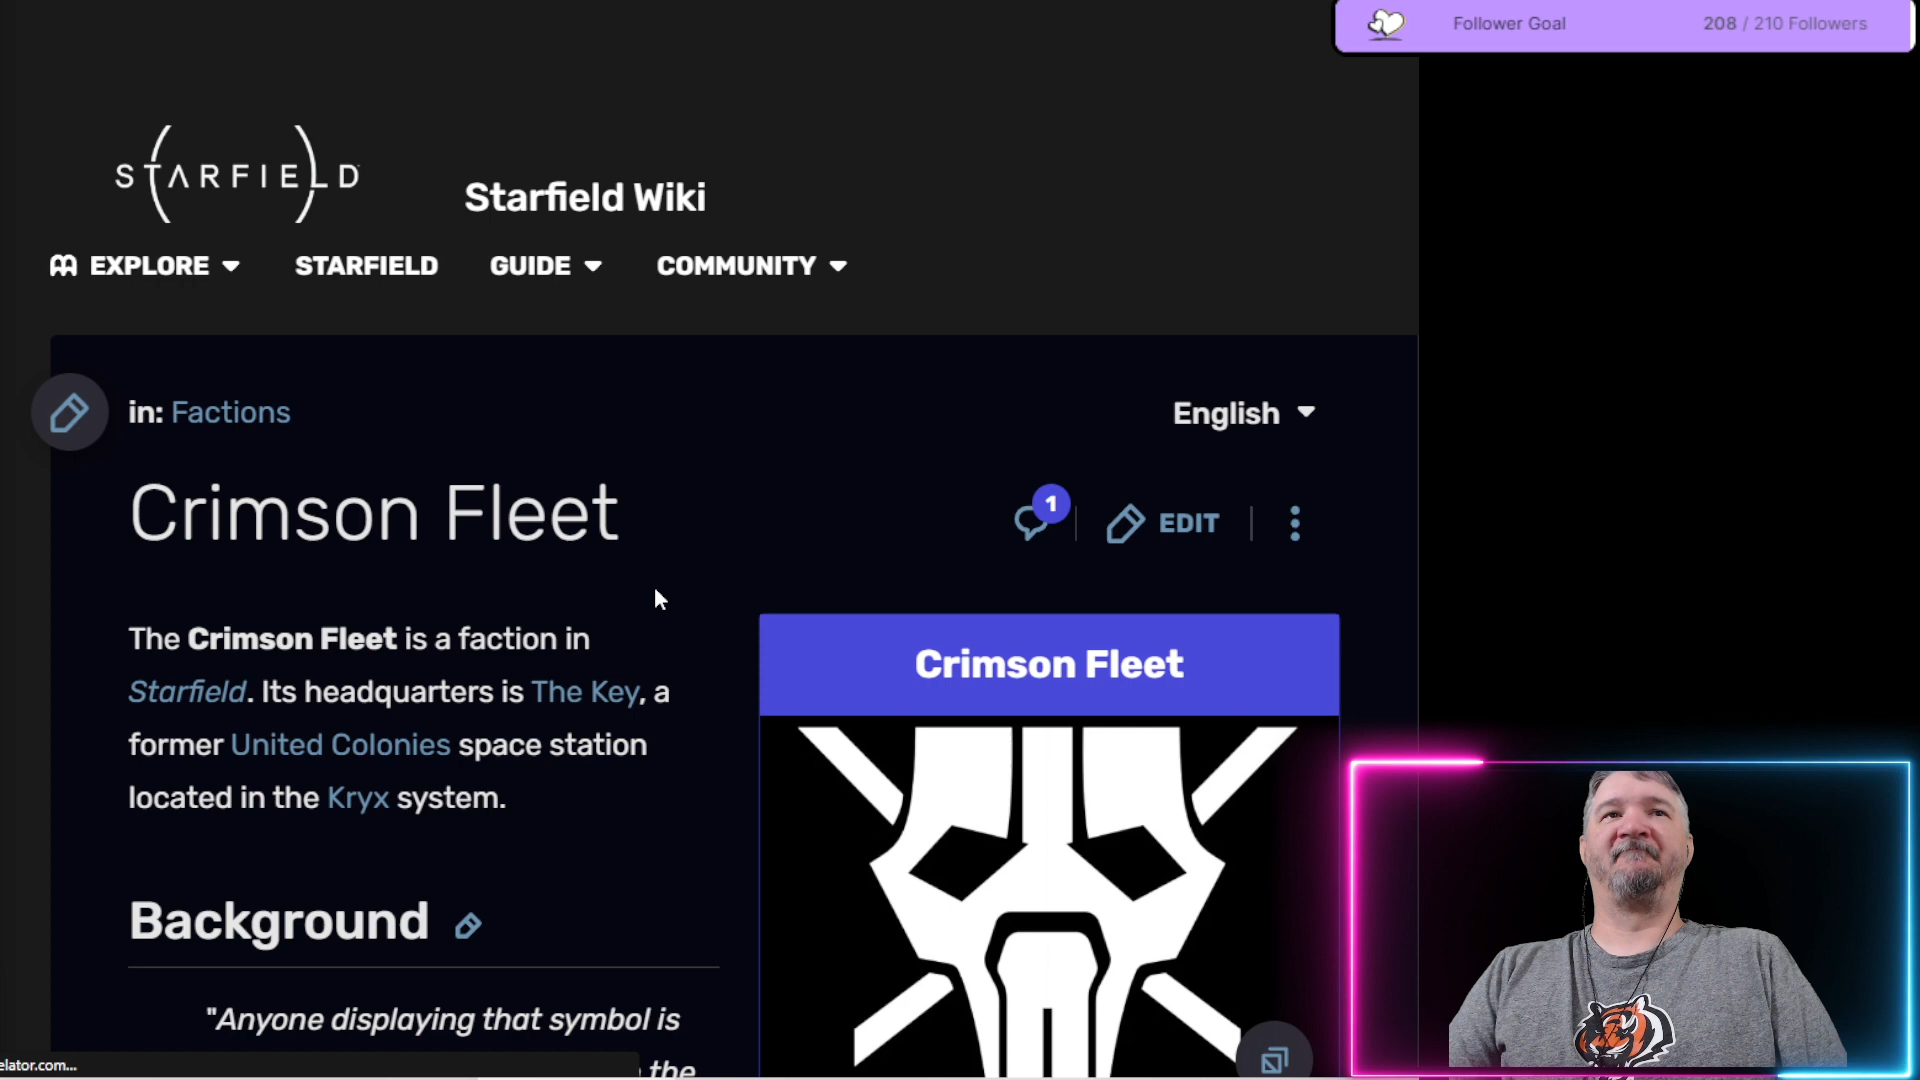 Follower Goal 208 / 210 Followers
STARFIELD
Starfield Wiki
EXPLORE STARFIELD GUIDE COMMUNITY
in: Factions
English
Crimson Fleet
1
EDIT
The Crimson Fleet is a faction in
Starfield. Its headquarters is The Key, a
former United Colonies space station
located in the Kryx system.
Crimson Fleet
Background
"Anyone displaying that symbol is
the
elator.com...